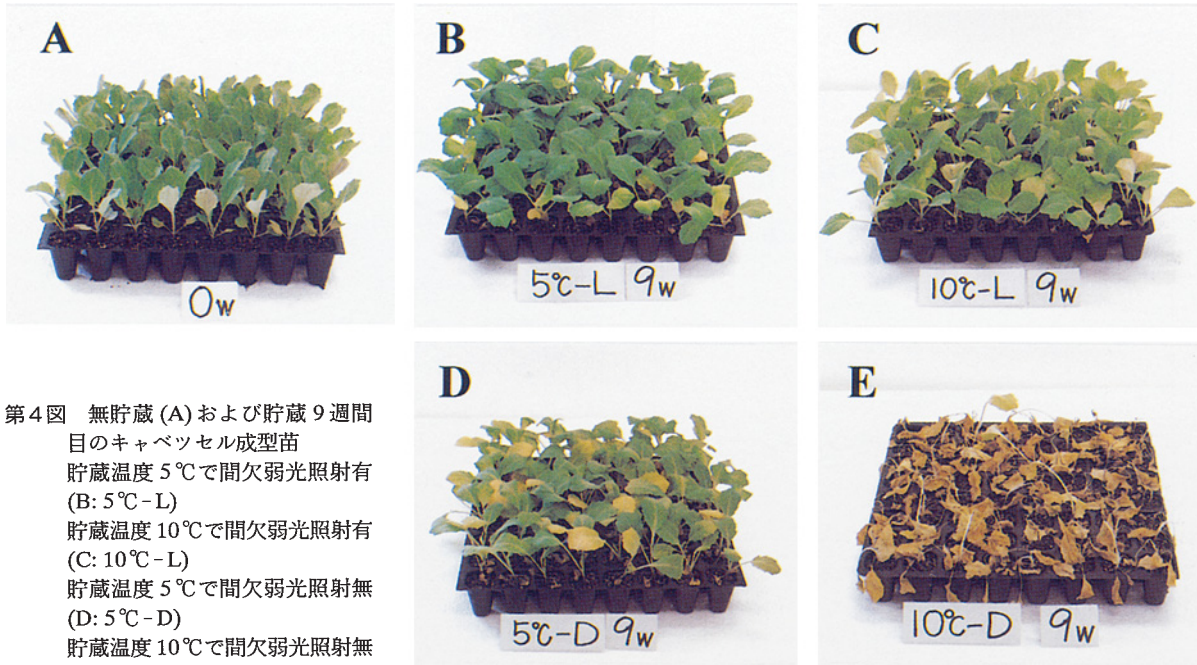 A
0w
B
5℃-L 9w
C
10℃-L 9w
第4図 無貯蔵(A)および貯蔵9週間
目のキャベツセル成型苗
貯蔵温度5℃で間欠弱光照射有
(B: 5℃-L)
貯蔵温度10℃で間欠弱光照射有
(C: 10℃-L)
貯蔵温度5℃で間欠弱光照射無
(D: 5℃-D)
貯蔵温度10℃で間欠弱光照射無
D
5℃-D 9w
E
10℃-D 9w